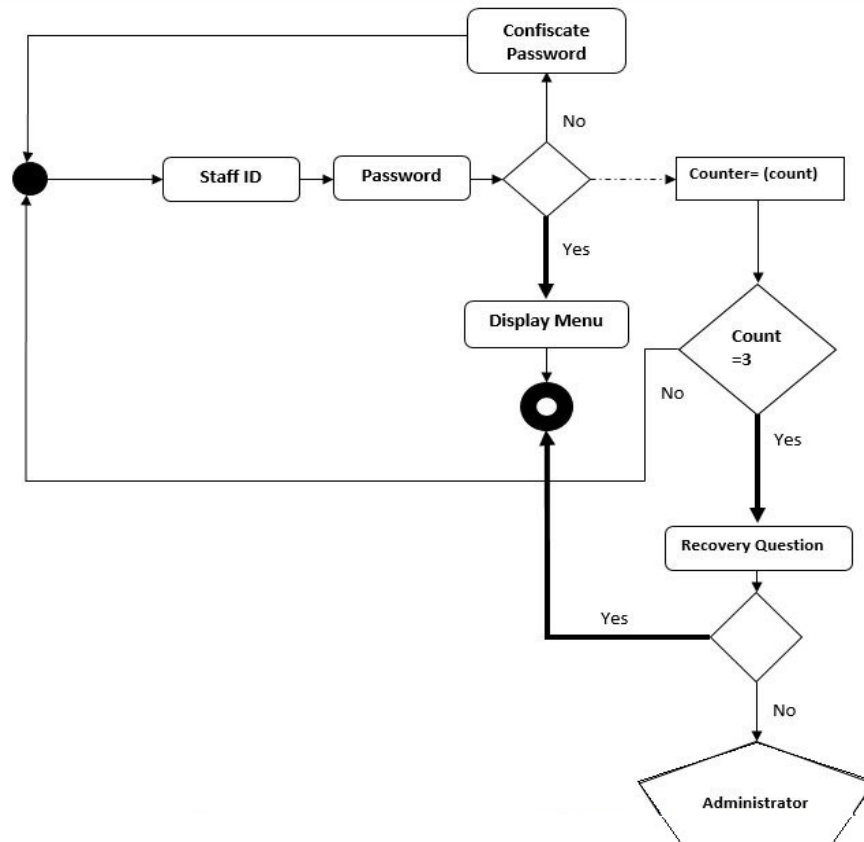 Confiscate
Password
No
Staff ID
Password
Counter= (count)
Yes
Display Menu
Count
=3
No
Yes
Recovery Question
Yes
No
Administrator